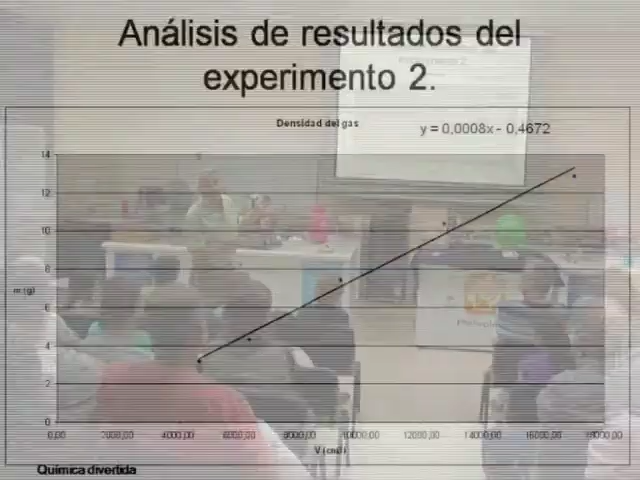 Análisis de resultados del
experimento 2.
Densidad del gas
y = 0,0008x - 0,4672
14
12
10
8
6
4
2
0
m (g)
0,00 2000,00 4000,00 6000,00 8000,00 10000,00 12000,00 14000,00 16000,00 18000,00
V (cm3)
Química divertida